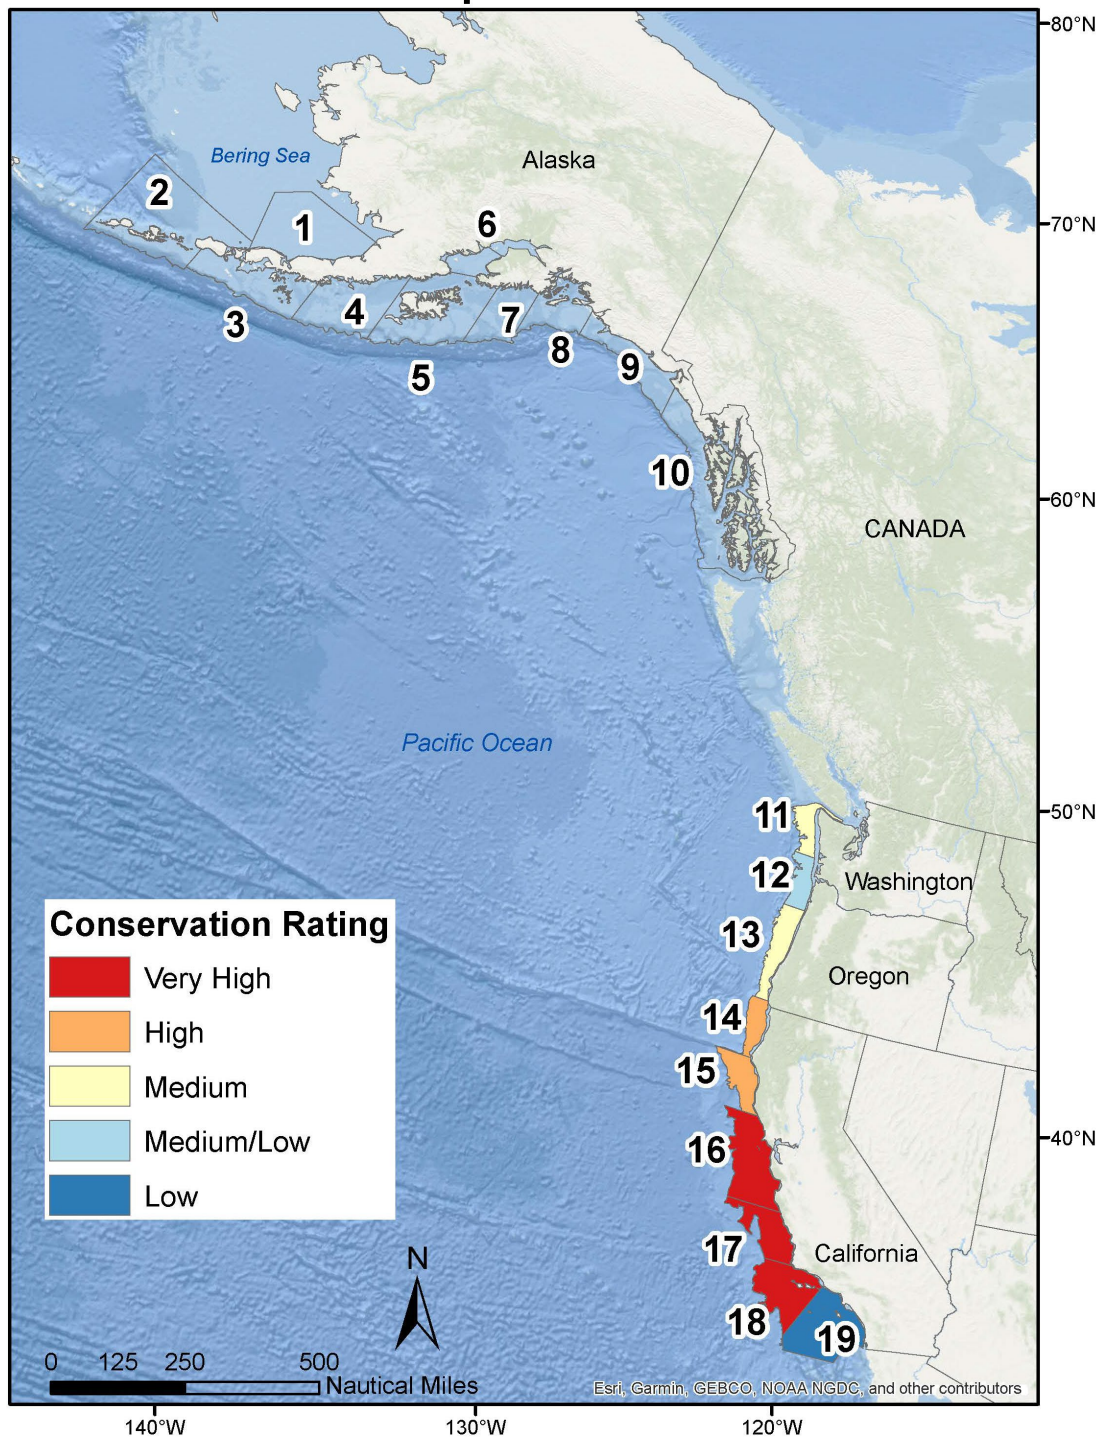 80°N
Bering Sea
Alaska
2
1
6
70°N
3
4
7
5
8
9
10
60°N
CANADA
Pacific Ocean
11
50°N
12
Washington
Conservation Rating
13
Very High
Oregon
High
14
Medium
15
Medium/Low
16
40°N
Low
17
California
N
18
19
0 125 250 500
Nautical Miles
Esri, Garmin, GEBCO, NOAA NGDC, and other contributors
140°W 130°W 120°W